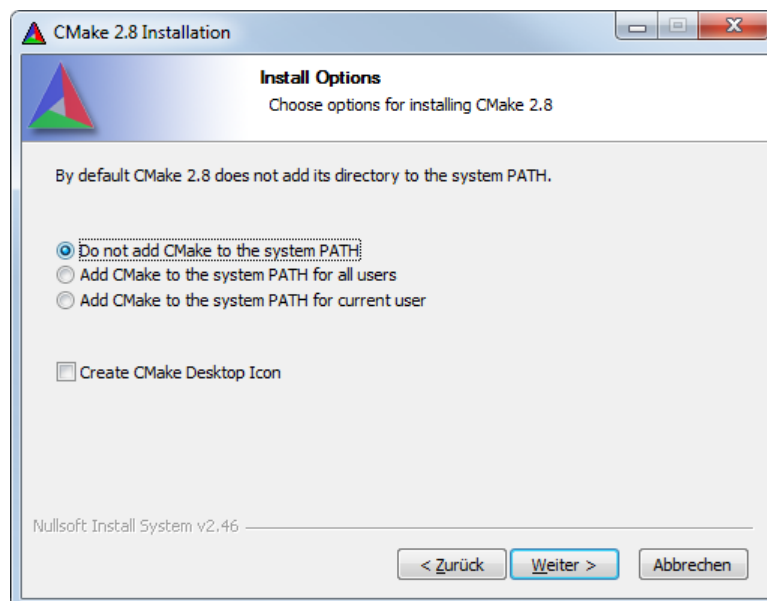 CMake 2.8 Installation
Install Options
Choose options for installing CMake 2.8
By default CMake 2.8 does not add its directory to the system PATH.
Do not add CMake to the system PATH
Add CMake to the system PATH for all users
Add CMake to the system PATH for current user
Create CMake Desktop Icon
Nullsoft Install System v2.46
< Zurück Weiter > Abbrechen